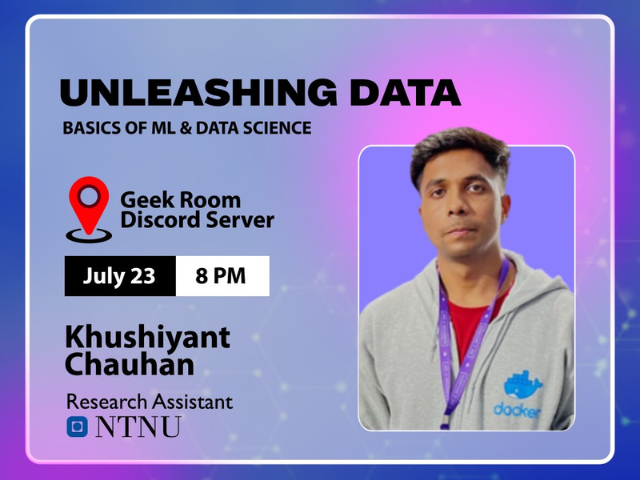 UNLEASHING DATA
BASICS OF ML & DATA SCIENCE
Geek Room
Discord Server
July 23 8 PM
Khushiyant
Chauhan
Research Assistant
NTNU
docker